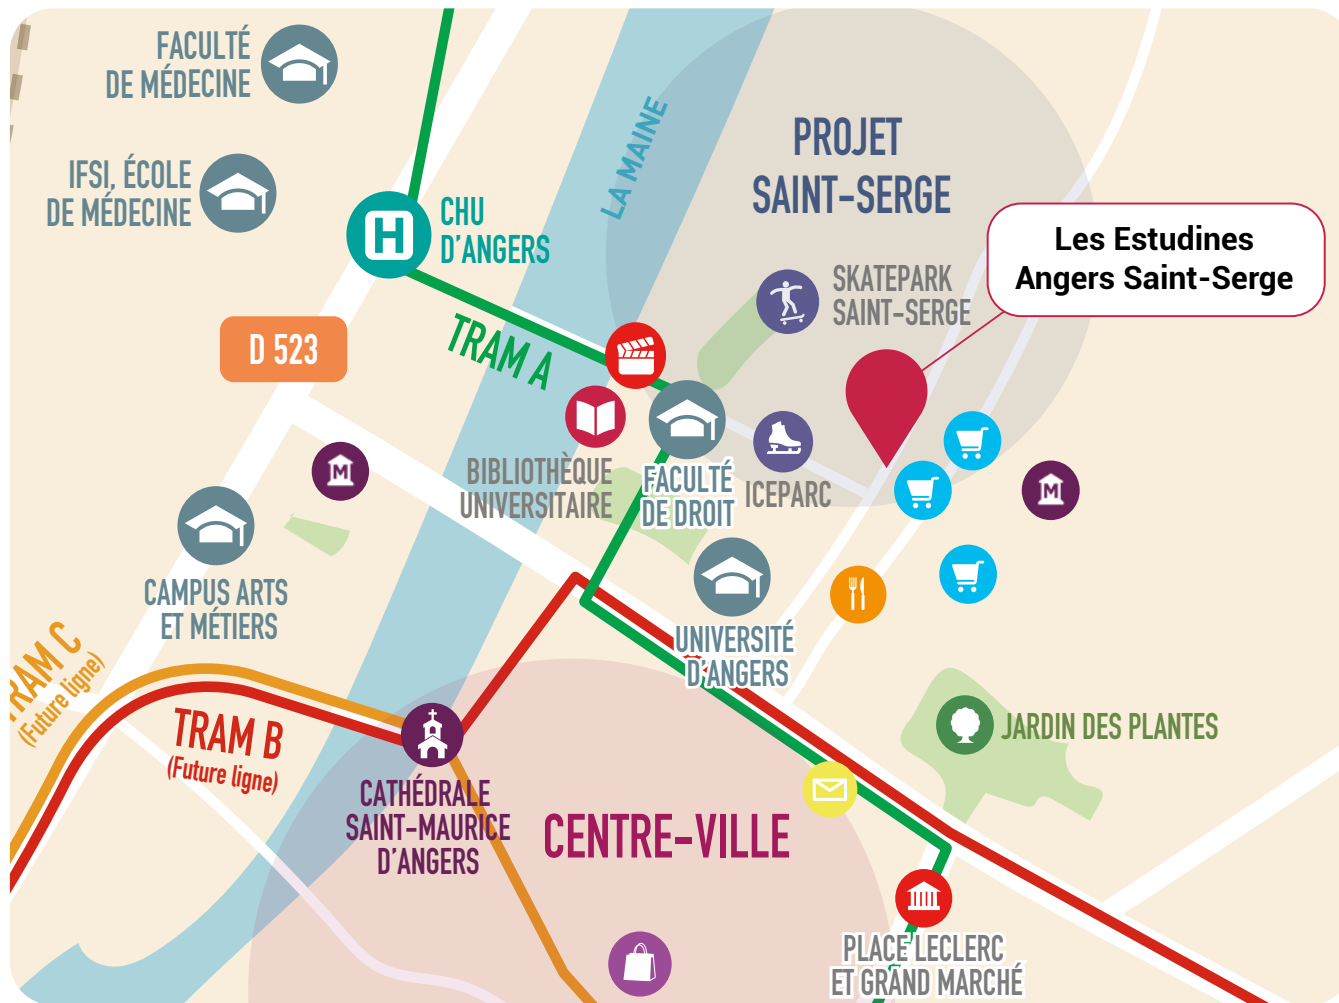 FACULTÉ
DE MÉDECINE
IFSI, ÉCOLE
DE MÉDECINE
H
CHU
D'ANGERS
LA MAINE
PROJET
SAINT-SERGE
Les Estudines
Angers Saint-Serge
SKATEPARK
SAINT-SERGE
D 523
TRAM A
BIBLIOTHÈQUE
UNIVERSITAIRE
FACULTÉ
DE DROIT
ICEPARC
M
M
CAMPUS ARTS
ET MÉTIERS
UNIVERSITÉ
D'ANGERS
TRAM C
(Future ligne)
TRAM B
(Future ligne)
JARDIN DES PLANTES
CATHÉDRALE
SAINT-MAURICE
D'ANGERS
CENTRE-VILLE
PLACE LECLERC
ET GRAND MARCHÉ